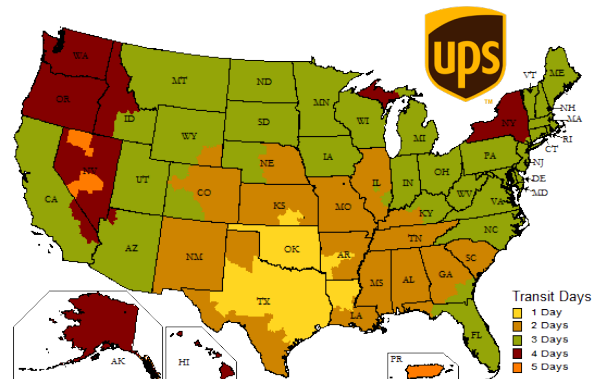 ups
TM
WA
OR
CA
ID
MT
WY
UT
AZ
CO
NM
ND
SD
NE
KS
OK
TX
MN
IA
MO
AR
LA
WI
IL
MI
IN
OH
KY
TN
MS
AL
GA
FL
SC
NC
VA
WV
PA
NY
VT
ME
NH
MA
RI
CT
NJ
DE
MD
AK
HI
PR
Transit Days
1 Day
2 Days
3 Days
4 Days
5 Days